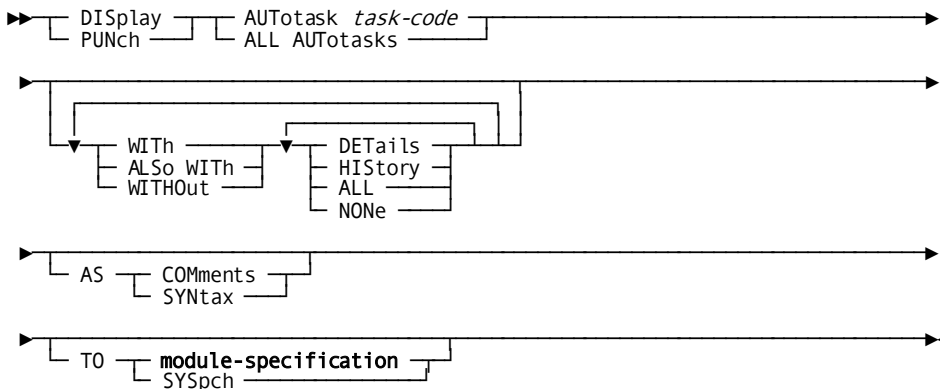 DISplay AUTotask task-code
PUNch ALL AUTotasks
WITh DETails
ALSo WITh HIStory
WITHOut ALL
NONe
AS COMments
SYNtax
TO module-specification
SYSpch